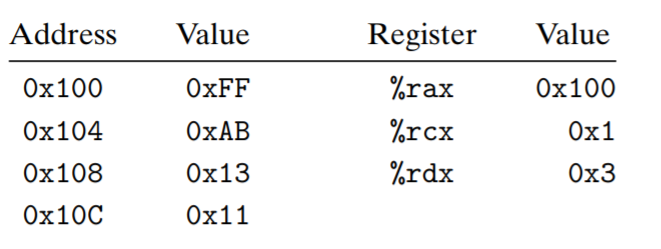 Address Value Register Value
0x100 0xFF %rax 0x100
0x104 0xAB %rcx 0x1
0x108 0x13 %rdx 0x3
0x10C 0x11